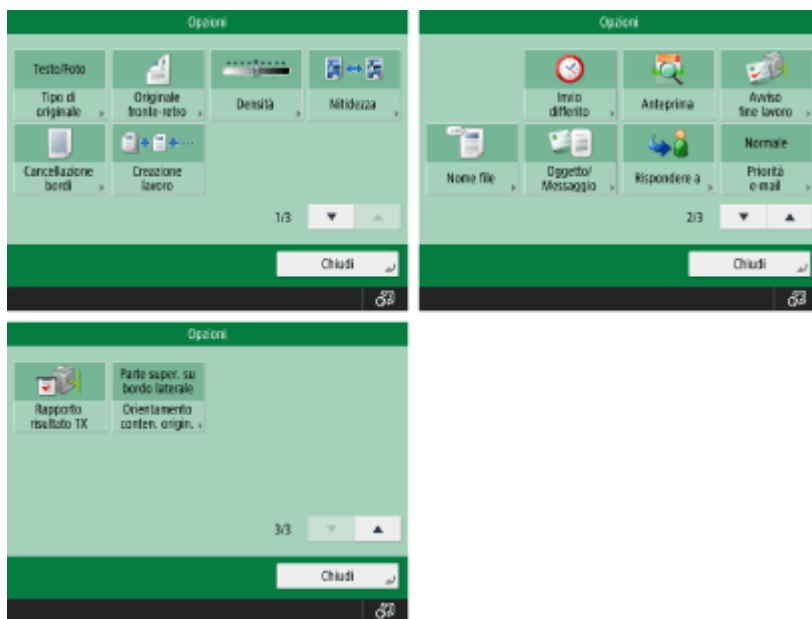 Opzioni
Testo/Foto
Tipo di
originale
Originale
fronte-retro
Densità
Nitidezza
Cancellazione
bordi
Creazione
lavoro
1/3
Chiudi
Opzioni
Invio
differito
Anteprima
Avviso
fine lavoro
Nome file
Oggetto/
Messaggio
Rispondere a
Normale
Priorità
e-mail
2/3
Chiudi
Opzioni
Rapporto
risultato TX
Parte super. su
bordo laterale
Orientamento
conten. origin.
3/3
Chiudi